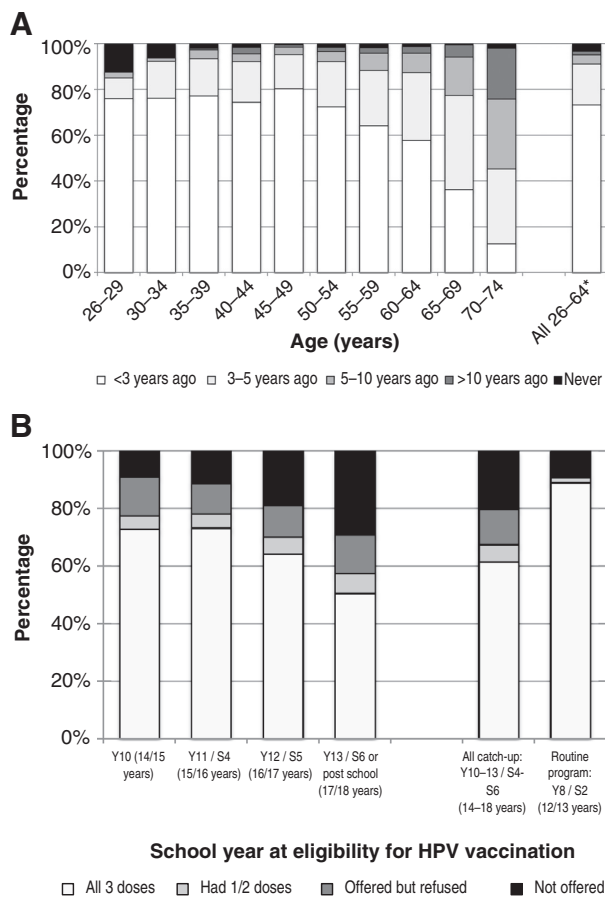 A
100%
80%
60%
40%
20%
0%
Percentage
26–29
30–34
35–39
40–44
45–49
50–54
55–59
60–64
65–69
70–74
All 26–64*
Age (years)
<3 years ago 3–5 years ago 5–10 years ago >10 years ago Never
B
100%
80%
60%
40%
20%
0%
Percentage
Y10 (14/15
years)
Y11 / S4
(15/16 years)
Y12 / S5
(16/17 years)
Y13 / S6 or
post school
(17/18 years)
All catch-up:
Y10–13 / S4-
S6
(14–18 years)
Routine
program:
Y8 / S2
(12/13 years)
School year at eligibility for HPV vaccination
All 3 doses Had 1/2 doses Offered but refused Not offered